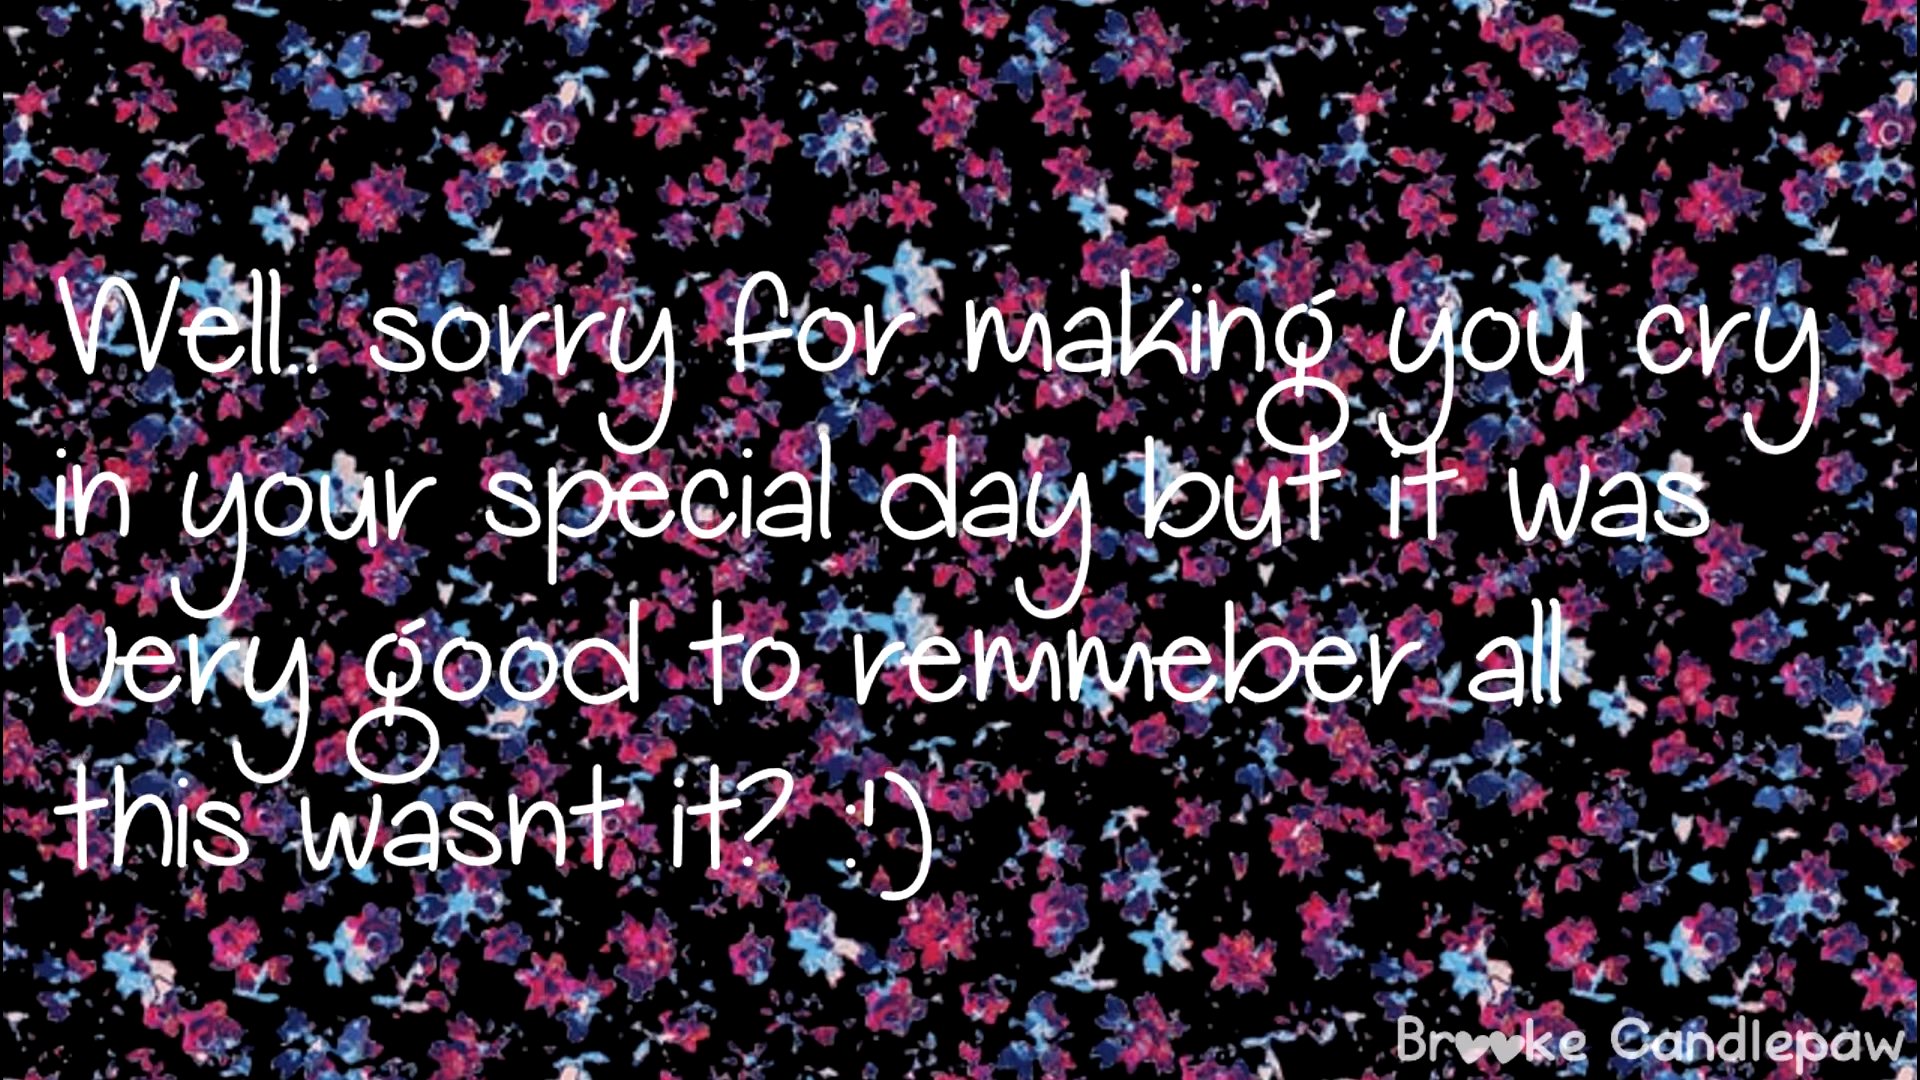 Well.. sorry for making you cry
in your special day but it was
very good to remmeber all
this wasnt it? :')
Br♥♥ke Candlepaw